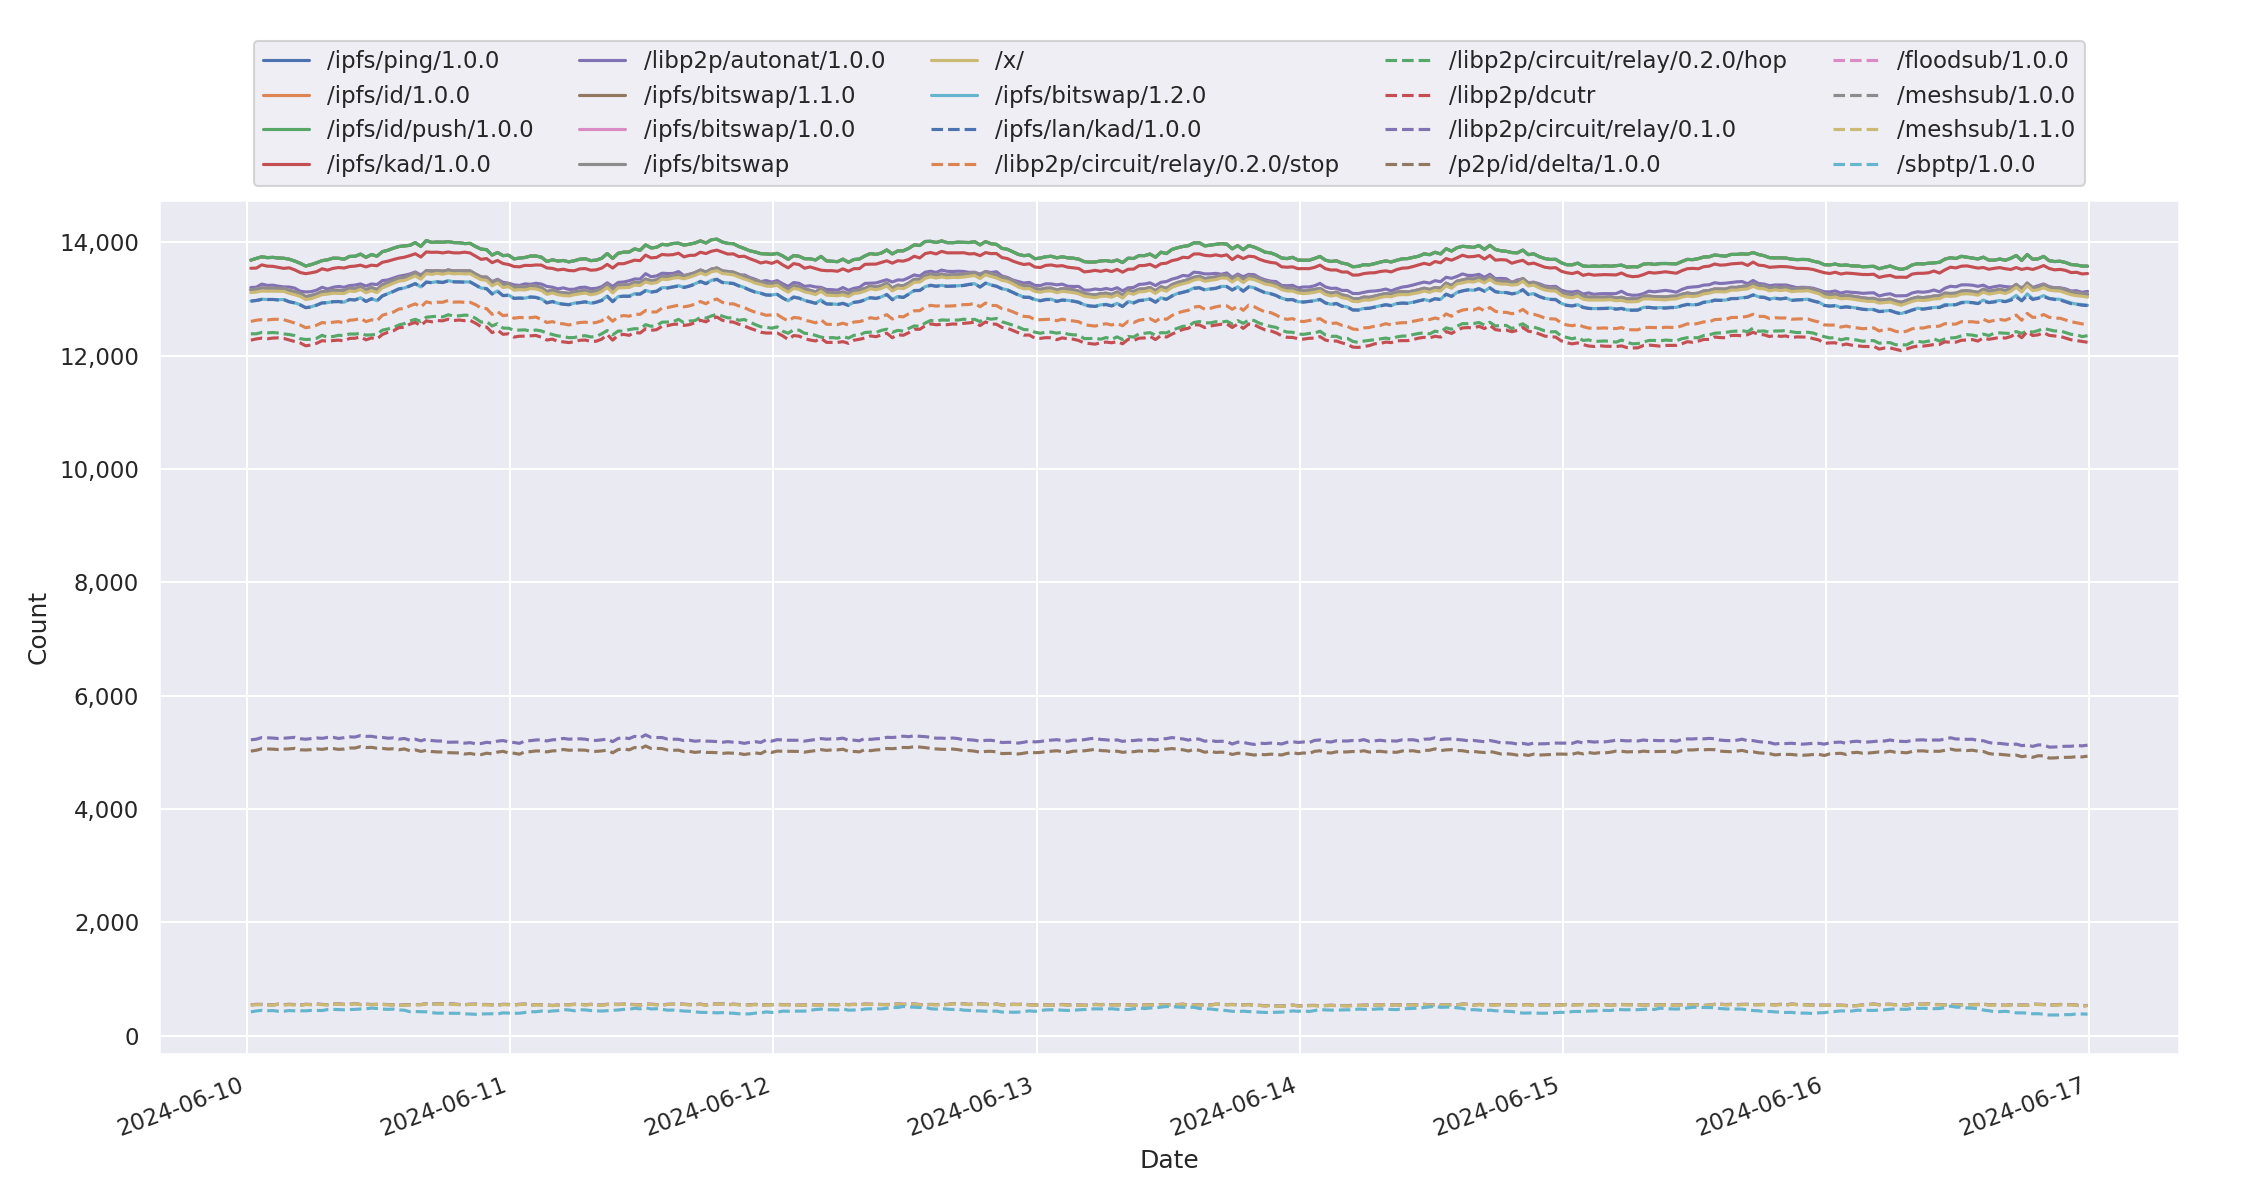 /ipfs/ping/1.0.0
/ipfs/id/1.0.0
/ipfs/id/push/1.0.0
/ipfs/kad/1.0.0
/libp2p/autonat/1.0.0
/ipfs/bitswap/1.1.0
/ipfs/bitswap/1.0.0
/ipfs/bitswap
/x/
/ipfs/bitswap/1.2.0
/ipfs/lan/kad/1.0.0
/libp2p/circuit/relay/0.2.0/stop
/libp2p/circuit/relay/0.2.0/hop
/libp2p/dcutr
/libp2p/circuit/relay/0.1.0
/p2p/id/delta/1.0.0
/floodsub/1.0.0
/meshsub/1.0.0
/meshsub/1.1.0
/sbptp/1.0.0
14,000
12,000
10,000
8,000
6,000
4,000
2,000
0
Count
2024-06-10
2024-06-11
2024-06-12
2024-06-13
2024-06-14
2024-06-15
2024-06-16
2024-06-17
Date